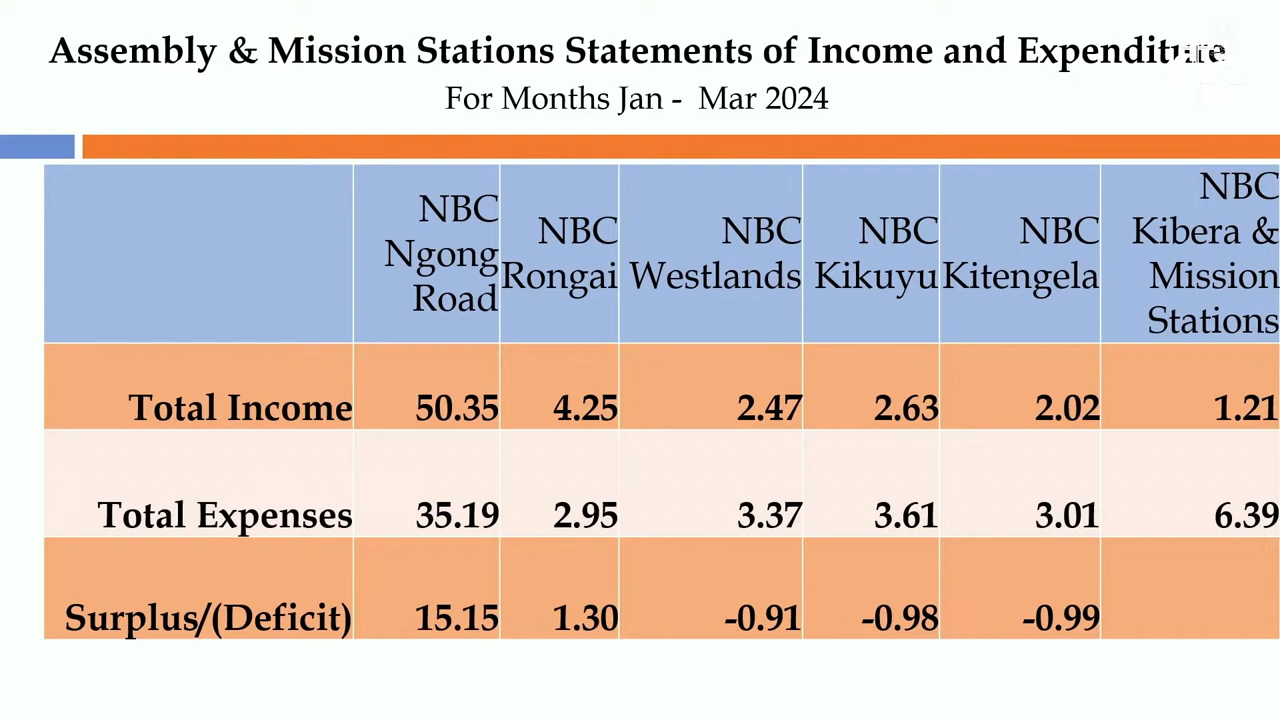 Assembly & Mission Stations Statements of Income and Expenditure
For Months Jan - Mar 2024
NBC Ngong Road NBC Rongai NBC Westlands NBC Kikuyu NBC Kitengela NBC Kibera & Mission Stations
Total Income 50.35 4.25 2.47 2.63 2.02 1.21
Total Expenses 35.19 2.95 3.37 3.61 3.01 6.39
Surplus/(Deficit) 15.15 1.30 -0.91 -0.98 -0.99